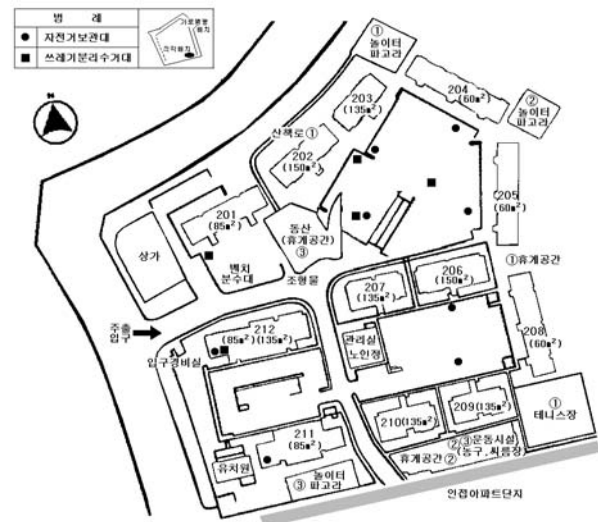 범 례
● 자전거보관대
■ 쓰레기분리수거대
N
①
놀이터
파고라
204
(60㎡)
②
놀이터
파고라
203
(135㎡)
산책로①
202
(150㎡)
205
(60㎡)
201
(85㎡)
동산
(휴게공간)
③
상가
벤치
분수대
조형물
①휴게공간
206
(150㎡)
207
(135㎡)
208
(60㎡)
주출
입구
212
(85㎡)(135㎡)
입구경비실
관리실
노인정
①
테니스장
209(135㎡)
210(135㎡)
211
(85㎡)
②③운동시설
(농구,씨름장)
휴게공간②
유치원
놀이터
③ 파고라
인접아파트단지